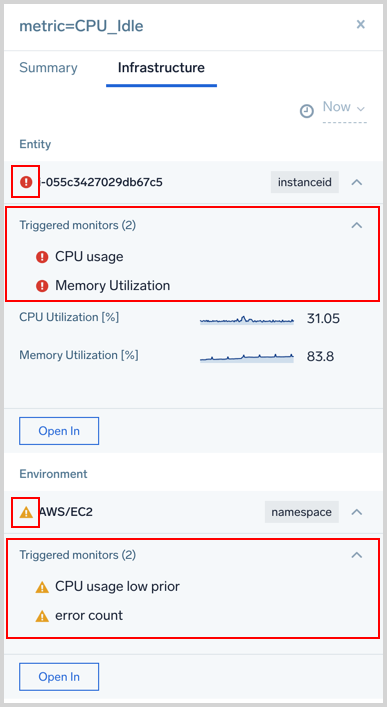 metric=CPU_Idle
Summary Infrastructure
Now
Entity
-055c3427029db67c5 instanceid
Triggered monitors (2)
CPU usage
Memory Utilization
CPU Utilization [%] 31.05
Memory Utilization [%] 83.8
Open In
Environment
AWS/EC2 namespace
Triggered monitors (2)
CPU usage low prior
error count
Open In